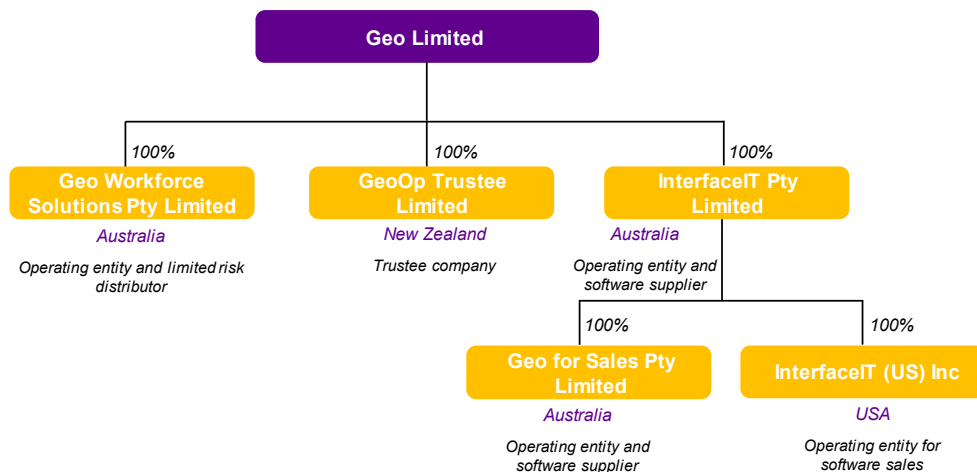 Geo Limited
100%
100%
100%
Geo Workforce
Solutions Pty Limited
GeoOp Trustee
Limited
InterfaceIT Pty
Limited
Australia
New Zealand
Australia
Operating entity and limited risk
distributor
Trustee company
Operating entity and
software supplier
100%
100%
Geo for Sales Pty
Limited
InterfaceIT (US) Inc
Australia
USA
Operating entity and
software supplier
Operating entity for
software sales